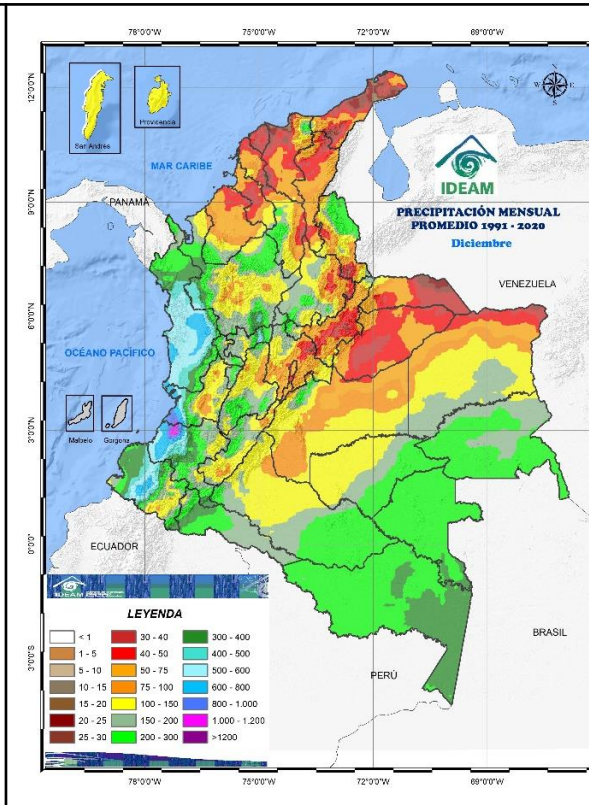 78°0'0"W
75°0'0"W
72°0'0"W
69°0'0"W
12°0'0"N
9°0'0"N
6°0'0"N
3°0'0"N
0°0'0"
3°0'0"S
San Andrés
Providencia
MAR CARIBE
N
W
E
S
IDEAM
PRECIPITACIÓN MENSUAL
PROMEDIO 1991 - 2020
Diciembre
PANAMÁ
VENEZUELA
OCÉANO PACÍFICO
Malpelo
Gorgona
ECUADOR
BRASIL
PERÚ
IDEAM
LEYENDA
< 1
1 - 5
5 - 10
10 - 15
15 - 20
20 - 25
25 - 30
30 - 40
40 - 50
50 - 75
75 - 100
100 - 150
150 - 200
200 - 300
300 - 400
400 - 500
500 - 600
600 - 800
800 - 1.000
1.000 - 1.200
>1200
78°0'0"W
75°0'0"W
72°0'0"W
69°0'0"W